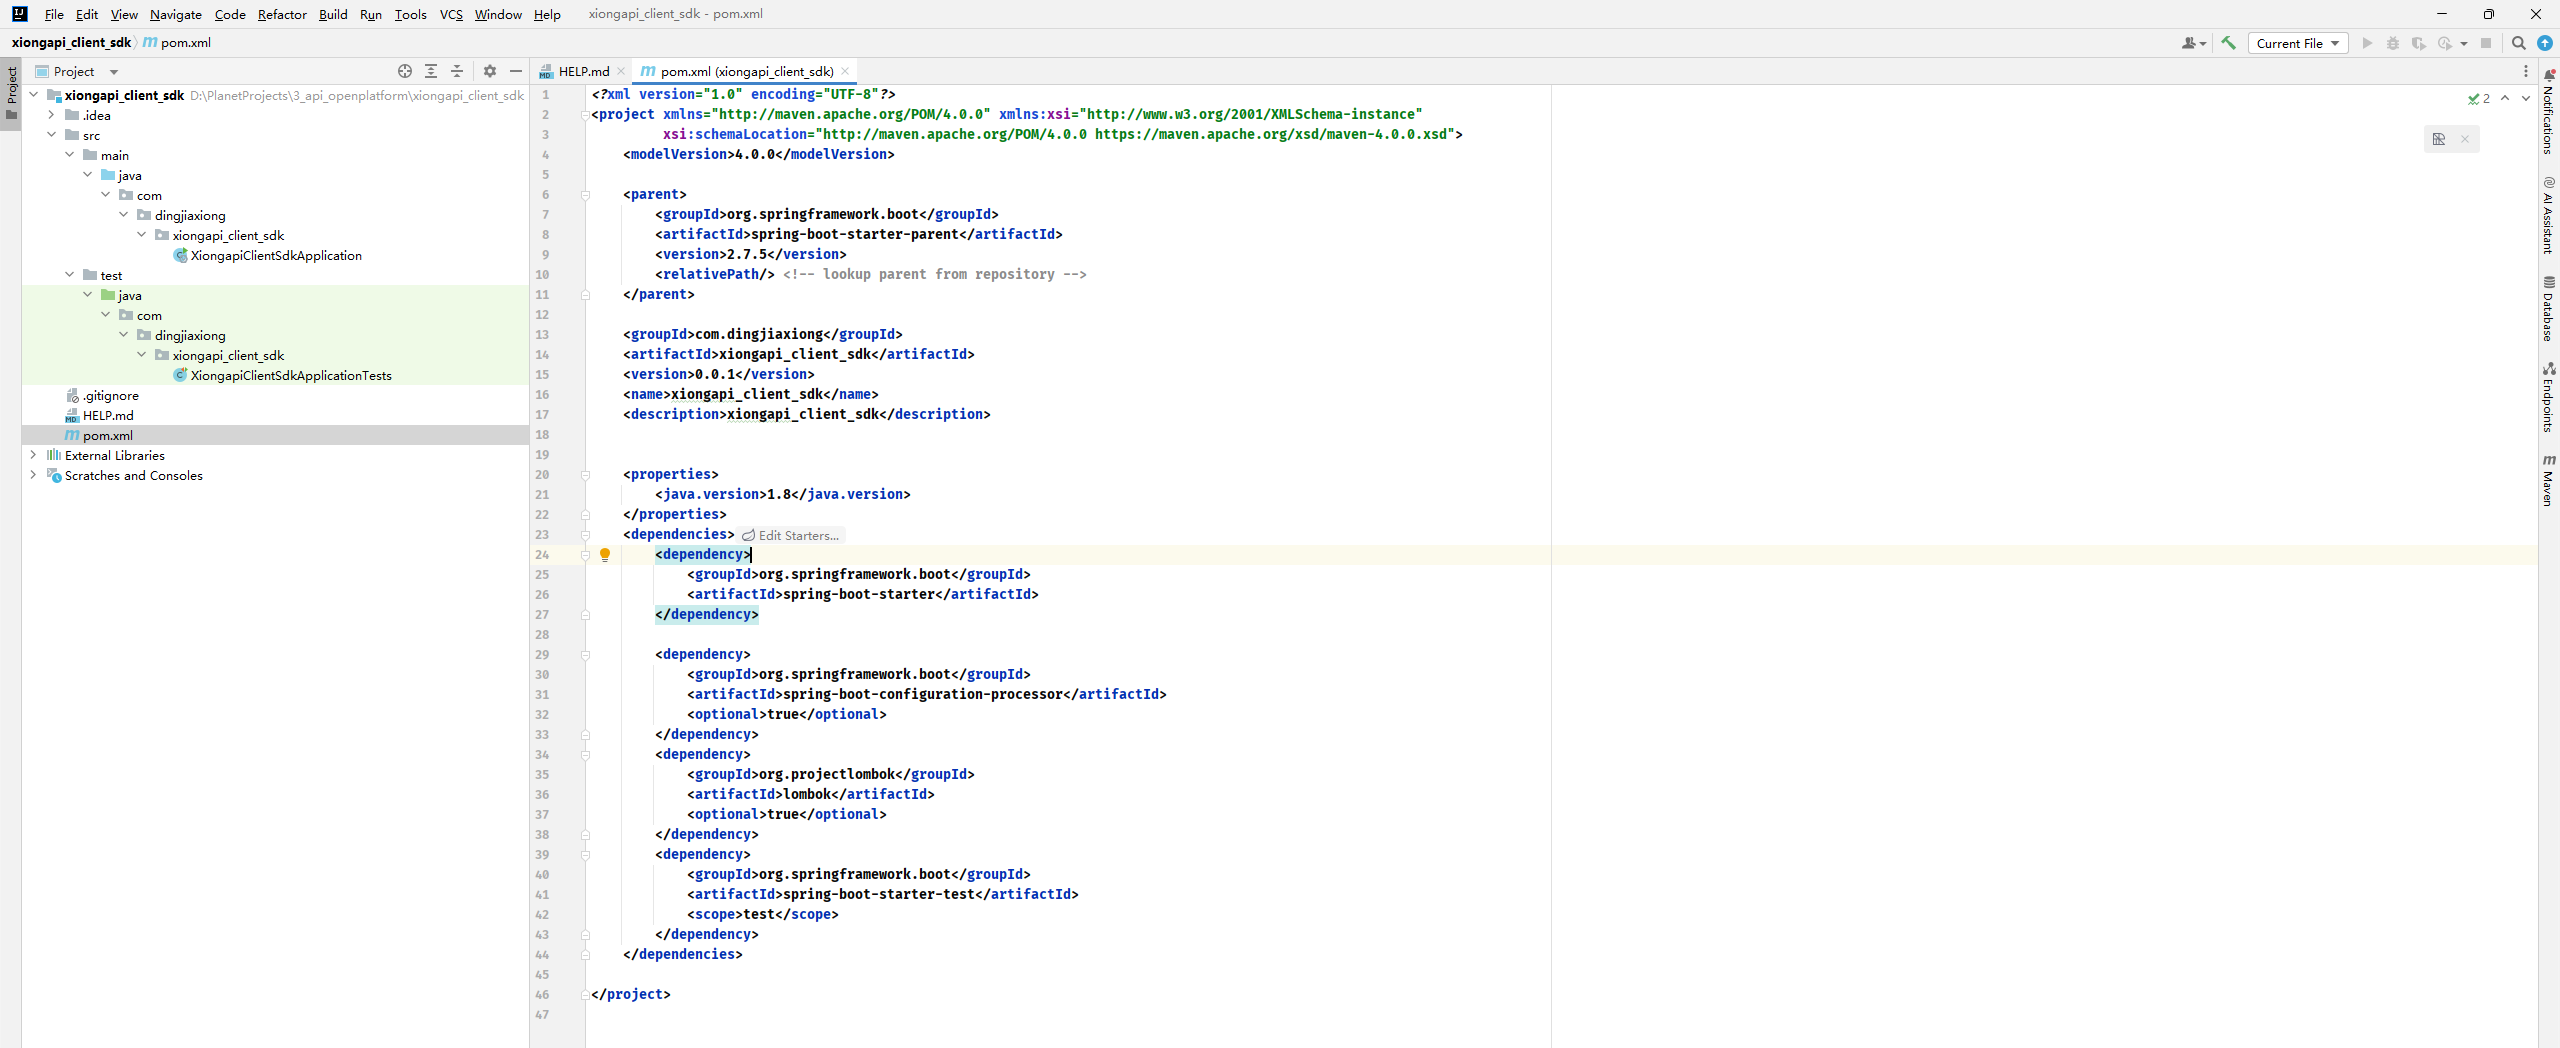 File Edit View Navigate Code Refactor Build Run Tools VCS Window Help xiongapi_client_sdk - pom.xml
xiongapi_client_sdk pom.xml
Current File
Project
Project
HELP.md
pom.xml (xiongapi_client_sdk)
xiongapi_client_sdk D:\PlanetProjects\3_api_openplatform\xiongapi_client_sdk
.idea
src
main
java
com
dingjiaxiong
xiongapi_client_sdk
XiongapiClientSdkApplication
test
java
com
dingjiaxiong
xiongapi_client_sdk
XiongapiClientSdkApplicationTests
.gitignore
HELP.md
pom.xml
External Libraries
Scratches and Consoles
1 <?xml version="1.0" encoding="UTF-8"?>
2 <project xmlns="http://maven.apache.org/POM/4.0.0" xmlns:xsi="http://www.w3.org/2001/XMLSchema-instance"
3 xsi:schemaLocation="http://maven.apache.org/POM/4.0.0 https://maven.apache.org/xsd/maven-4.0.0.xsd">
4 <modelVersion>4.0.0</modelVersion>
5
6 <parent>
7 <groupId>org.springframework.boot</groupId>
8 <artifactId>spring-boot-starter-parent</artifactId>
9 <version>2.7.5</version>
10 <relativePath/> <!-- lookup parent from repository -->
11 </parent>
12
13 <groupId>com.dingjiaxiong</groupId>
14 <artifactId>xiongapi_client_sdk</artifactId>
15 <version>0.0.1</version>
16 <name>xiongapi_client_sdk</name>
17 <description>xiongapi_client_sdk</description>
18
19
20 <properties>
21 <java.version>1.8</java.version>
22 </properties>
23 <dependencies> Edit Starters...
24 <dependency>
25 <groupId>org.springframework.boot</groupId>
26 <artifactId>spring-boot-starter</artifactId>
27 </dependency>
28
29 <dependency>
30 <groupId>org.springframework.boot</groupId>
31 <artifactId>spring-boot-configuration-processor</artifactId>
32 <optional>true</optional>
33 </dependency>
34 <dependency>
35 <groupId>org.projectlombok</groupId>
36 <artifactId>lombok</artifactId>
37 <optional>true</optional>
38 </dependency>
39 <dependency>
40 <groupId>org.springframework.boot</groupId>
41 <artifactId>spring-boot-starter-test</artifactId>
42 <scope>test</scope>
43 </dependency>
44 </dependencies>
45
46 </project>
47
2
Notifications
AI Assistant
Database
Endpoints
Maven